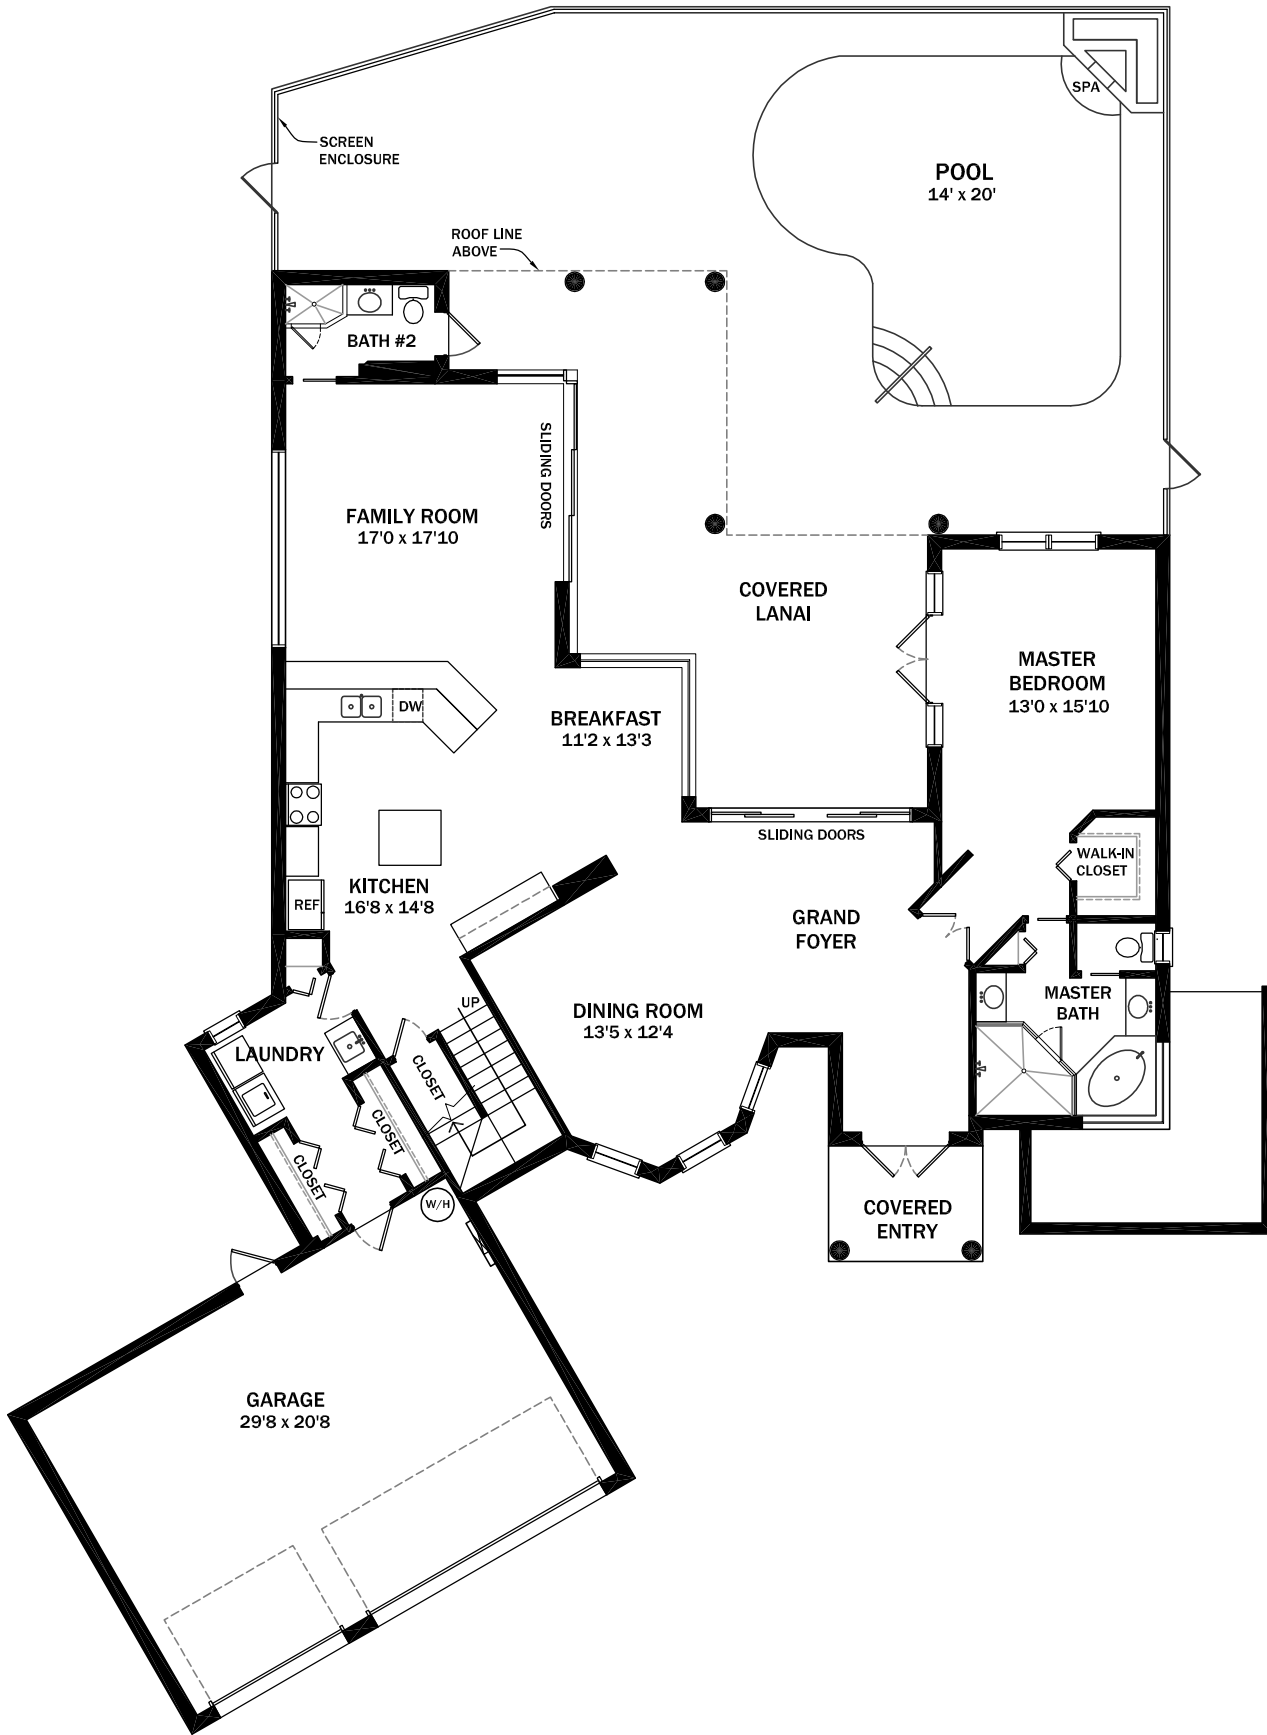 SPA
SCREEN
ENCLOSURE
POOL
14' x 20'
ROOF LINE
ABOVE
BATH #2
SLIDING DOORS
FAMILY ROOM
17'0 x 17'10
COVERED
LANAI
MASTER
BEDROOM
13'0 x 15'10
DW
BREAKFAST
11'2 x 13'3
SLIDING DOORS
WALK-IN
CLOSET
KITCHEN
16'8 x 14'8
REF
GRAND
FOYER
UP
DINING ROOM
13'5 x 12'4
MASTER
BATH
LAUNDRY
CLOSET
CLOSET
CLOSET
W/H
COVERED
ENTRY
GARAGE
29'8 x 20'8